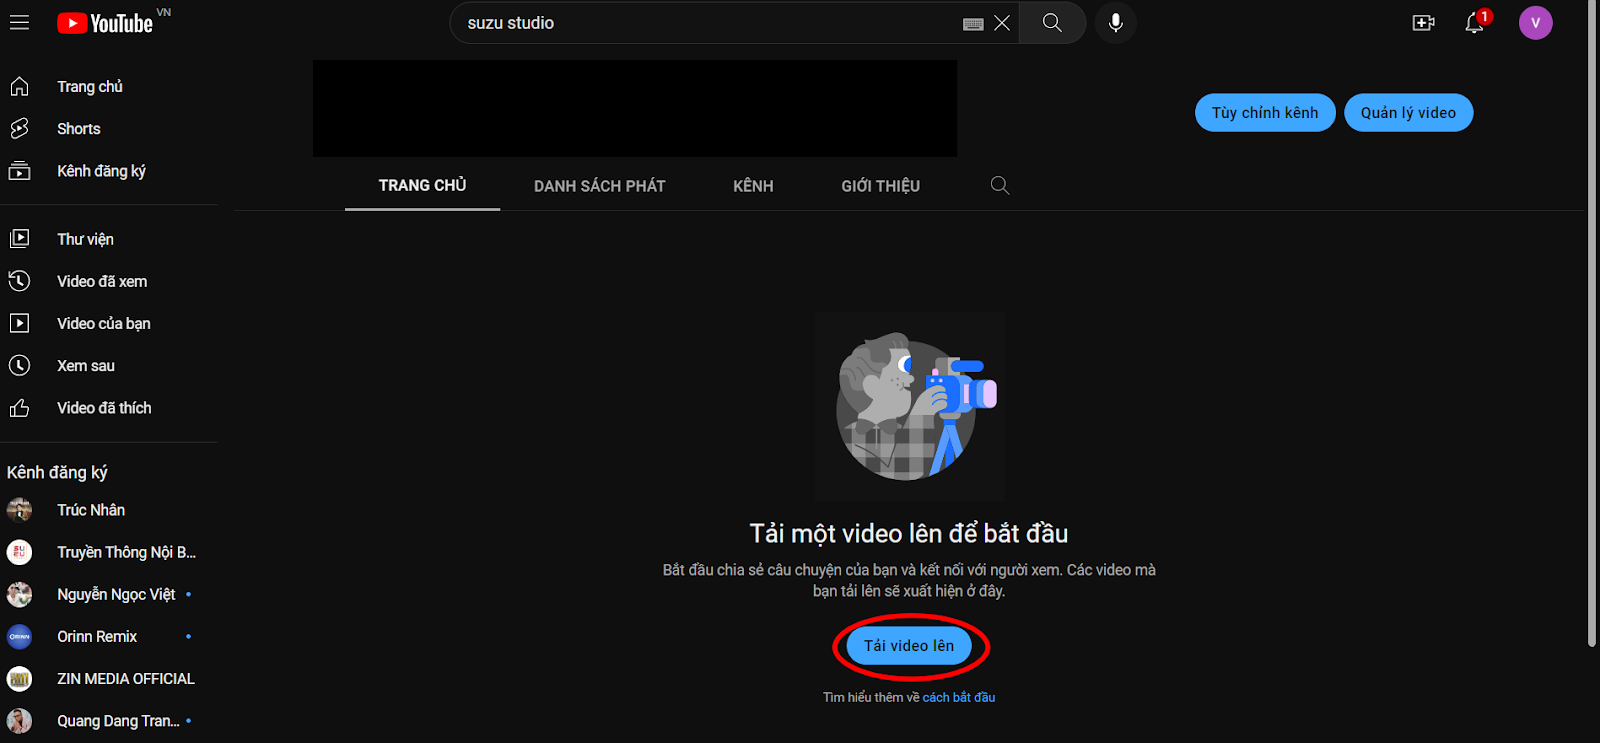 YouTube VN
suzu studio
1
V
Trang chủ
Shorts
Kênh đăng ký
Thư viện
Video đã xem
Video của bạn
Xem sau
Video đã thích
Kênh đăng ký
Trúc Nhân
Truyền Thông Nội B...
Nguyễn Ngọc Việt
Orinn Remix
ZIN MEDIA OFFICIAL
Quang Dang Tran...
Tùy chỉnh kênh
Quản lý video
TRANG CHỦ
DANH SÁCH PHÁT
KÊNH
GIỚI THIỆU
Tải một video lên để bắt đầu
Bắt đầu chia sẻ câu chuyện của bạn và kết nối với người xem. Các video mà
bạn tải lên sẽ xuất hiện ở đây.
Tải video lên
Tìm hiểu thêm về cách bắt đầu